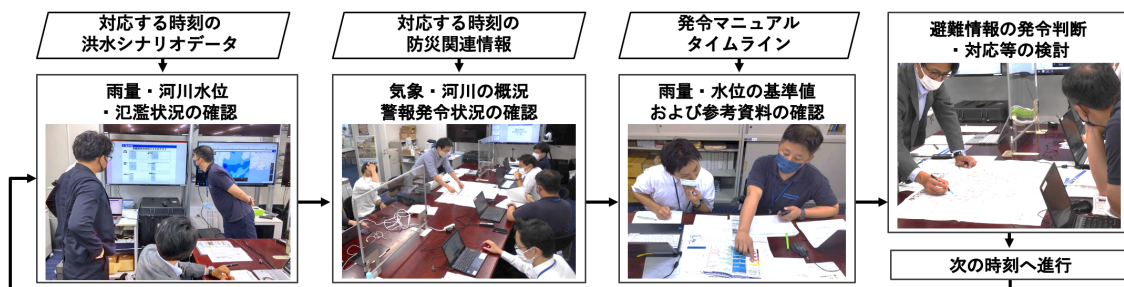 対応する時刻の
洪水シナリオデータ
雨量・河川水位
・氾濫状況の確認
対応する時刻の
防災関連情報
気象・河川の概況
警報発令状況の確認
発令マニュアル
タイムライン
雨量・水位の基準値
および参考資料の確認
避難情報の発令判断
・対応等の検討
次の時刻へ進行